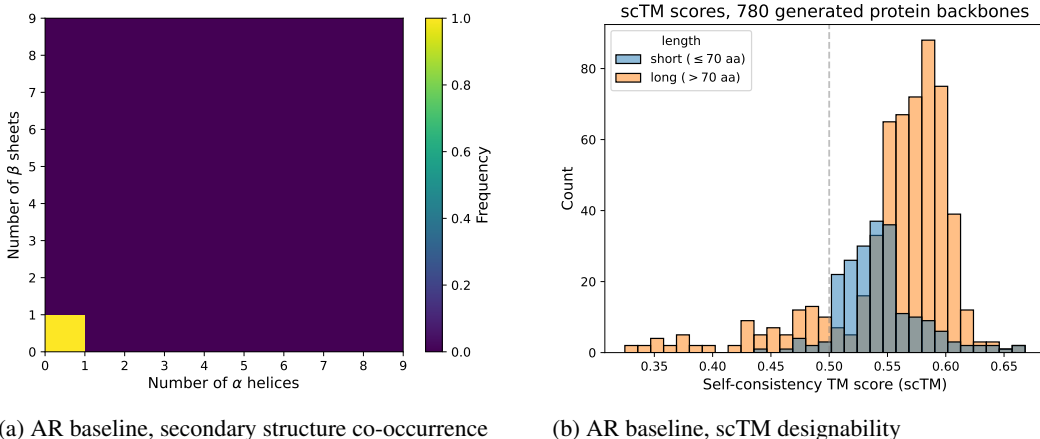 scTM scores, 780 generated protein backbones
9
8
7
6
5
4
3
2
1
0
Number of β sheets
0 1 2 3 4 5 6 7 8 9
Number of α helices
1.0
0.8
0.6
0.4
0.2
0.0
Frequency
length
short (≤ 70 aa)
long (> 70 aa)
80
60
40
20
0
Count
0.35 0.40 0.45 0.50 0.55 0.60 0.65
Self-consistency TM score (scTM)
(a) AR baseline, secondary structure co-occurrence
(b) AR baseline, scTM designability